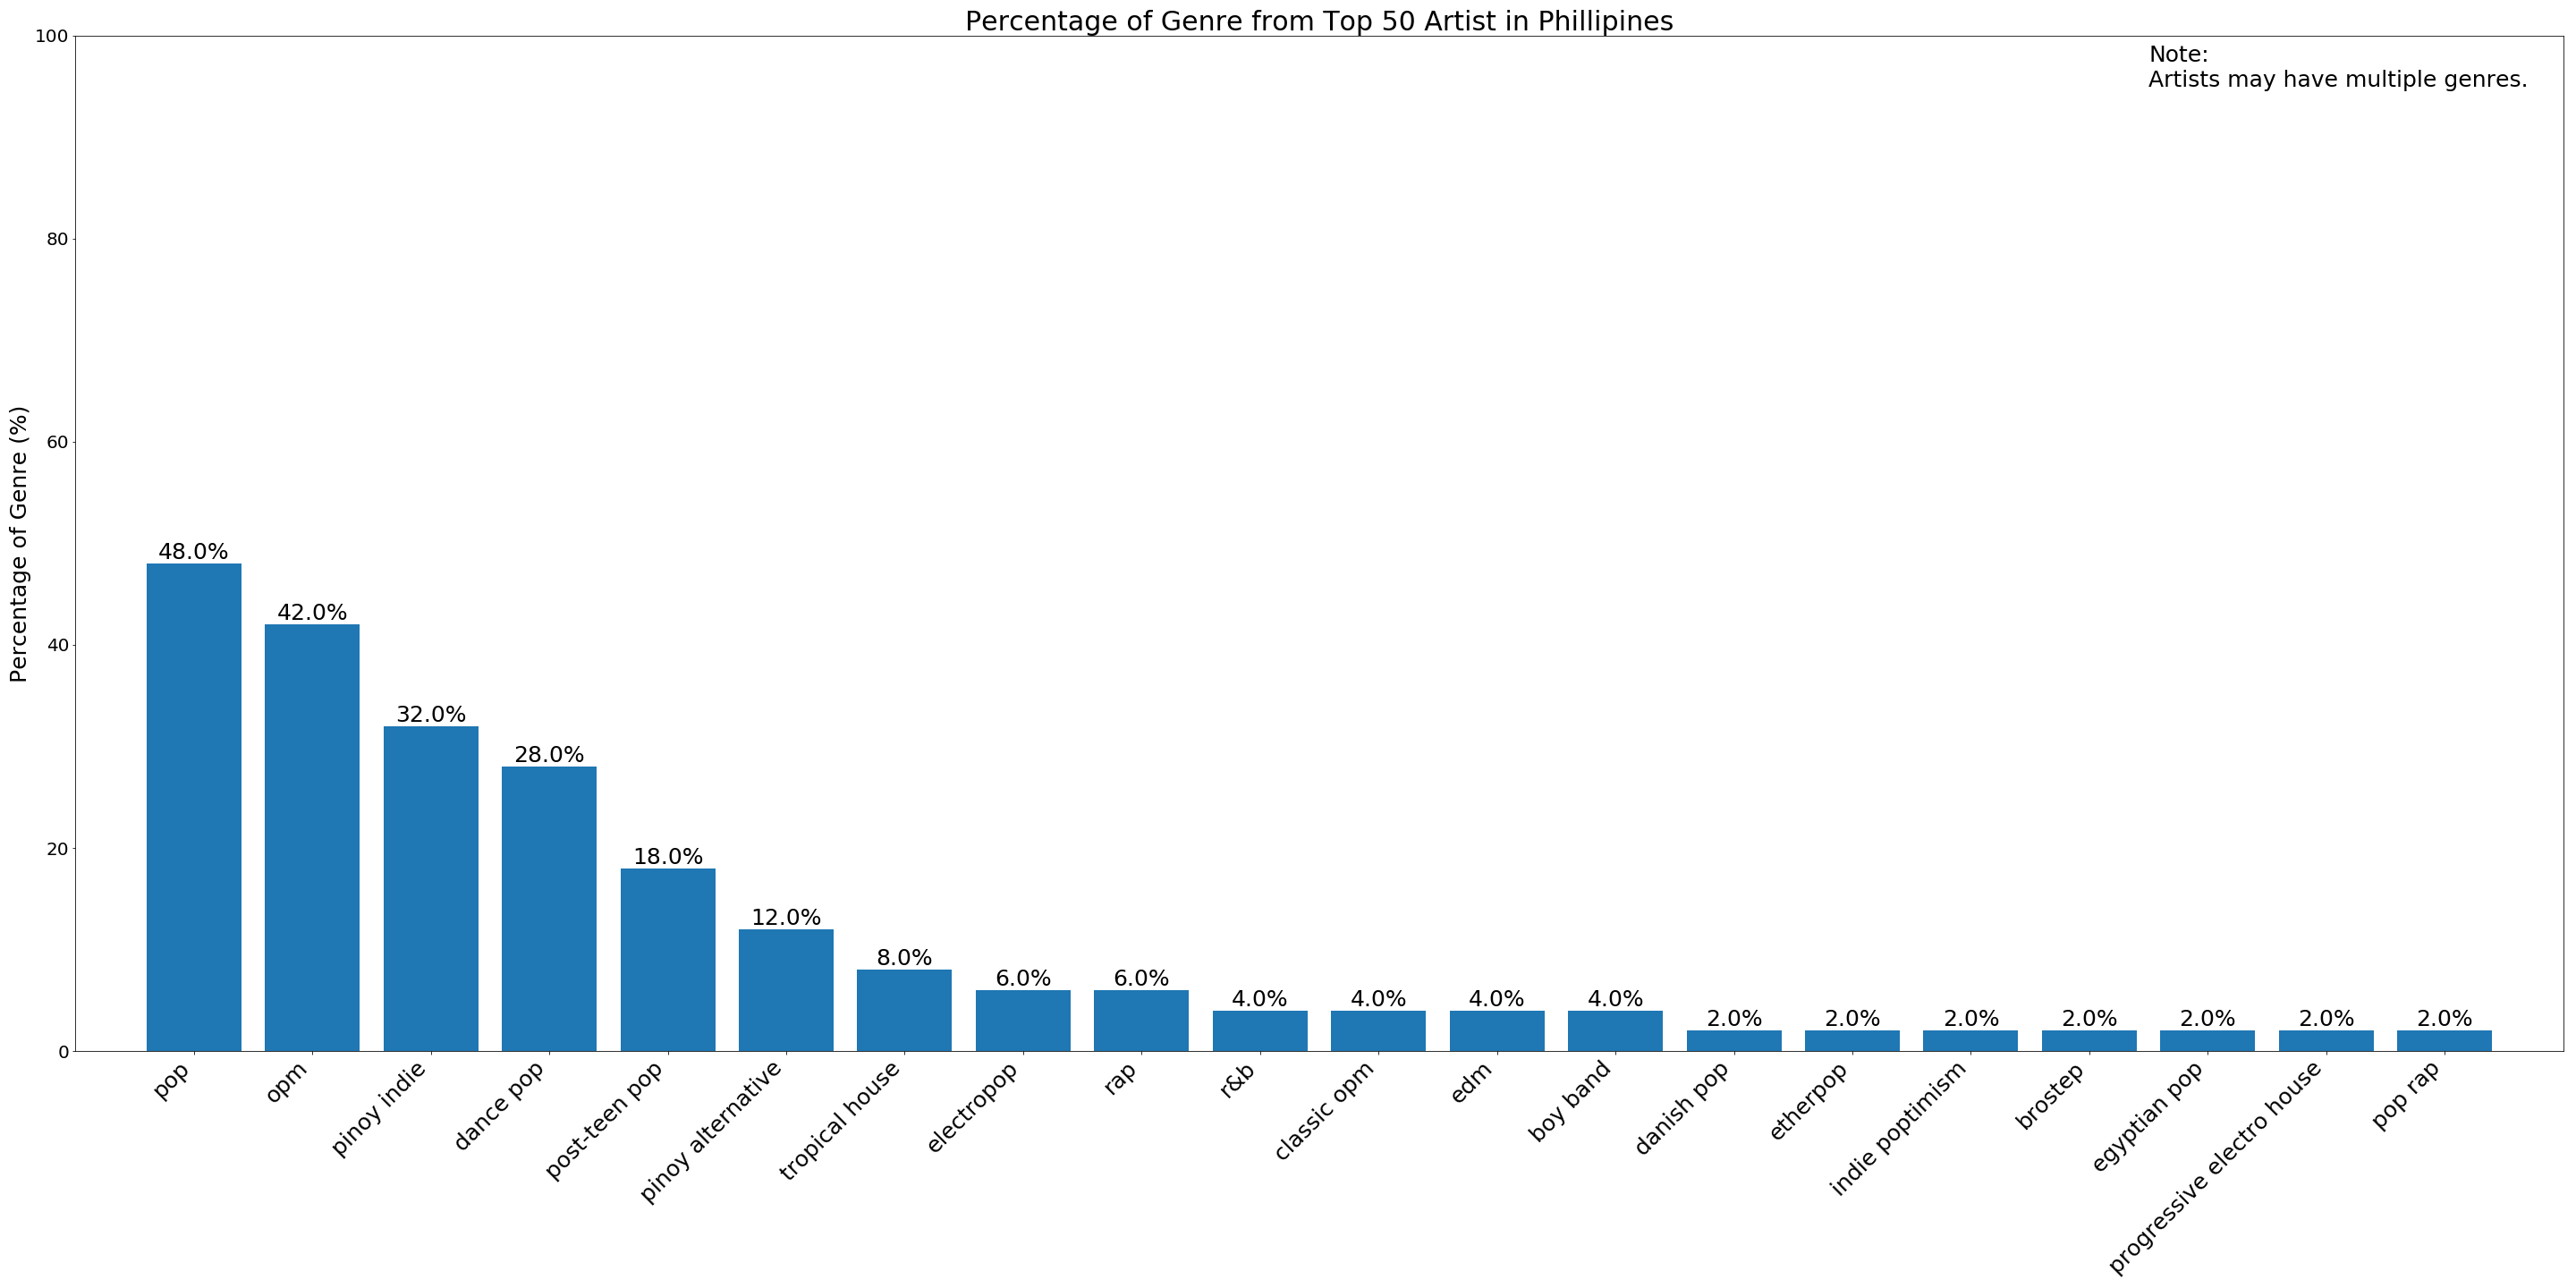 Percentage of Genre from Top 50 Artist in Phillipines
Note:
Artists may have multiple genres.
Percentage of Genre (%)
100
80
60
40
20
0
48.0%
42.0%
32.0%
28.0%
18.0%
12.0%
8.0%
6.0%
6.0%
4.0%
4.0%
4.0%
4.0%
2.0%
2.0%
2.0%
2.0%
2.0%
2.0%
2.0%
pop
opm
pinoy indie
dance pop
post-teen pop
pinoy alternative
tropical house
electropop
rap
r&b
classic opm
edm
boy band
danish pop
etherpop
indie poptimism
brostep
egyptian pop
progressive electro house
pop rap